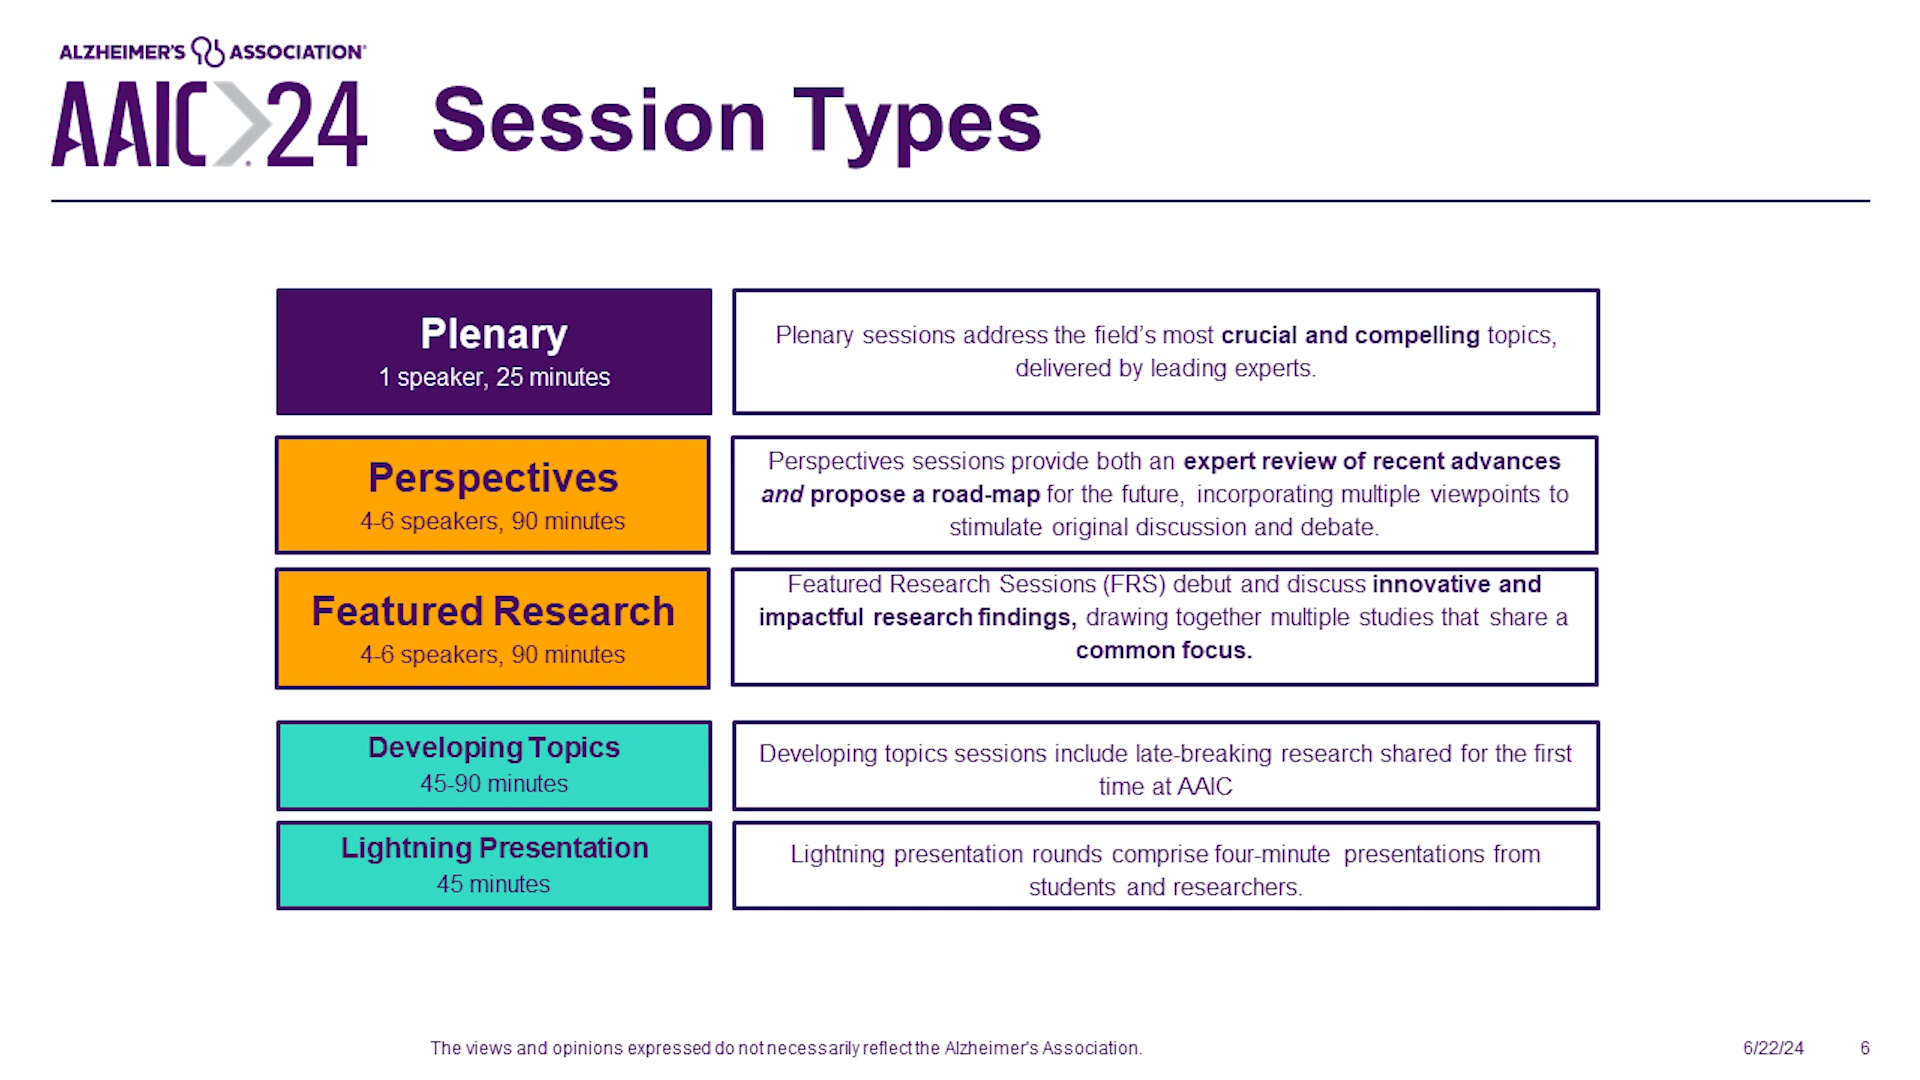 ALZHEIMER'S ASSOCIATION®
AAIC 24
Session Types
Plenary
1 speaker, 25 minutes
Plenary sessions address the field's most crucial and compelling topics,
delivered by leading experts.
Perspectives
4-6 speakers, 90 minutes
Perspectives sessions provide both an expert review of recent advances
and propose a road-map for the future, incorporating multiple viewpoints to
stimulate original discussion and debate.
Featured Research
4-6 speakers, 90 minutes
Featured Research Sessions (FRS) debut and discuss innovative and
impactful research findings, drawing together multiple studies that share a
common focus.
Developing Topics
45-90 minutes
Developing topics sessions include late-breaking research shared for the first
time at AAIC
Lightning Presentation
45 minutes
Lightning presentation rounds comprise four-minute presentations from
students and researchers.
The views and opinions expressed do not necessarily reflect the Alzheimer's Association.
6/22/24
6